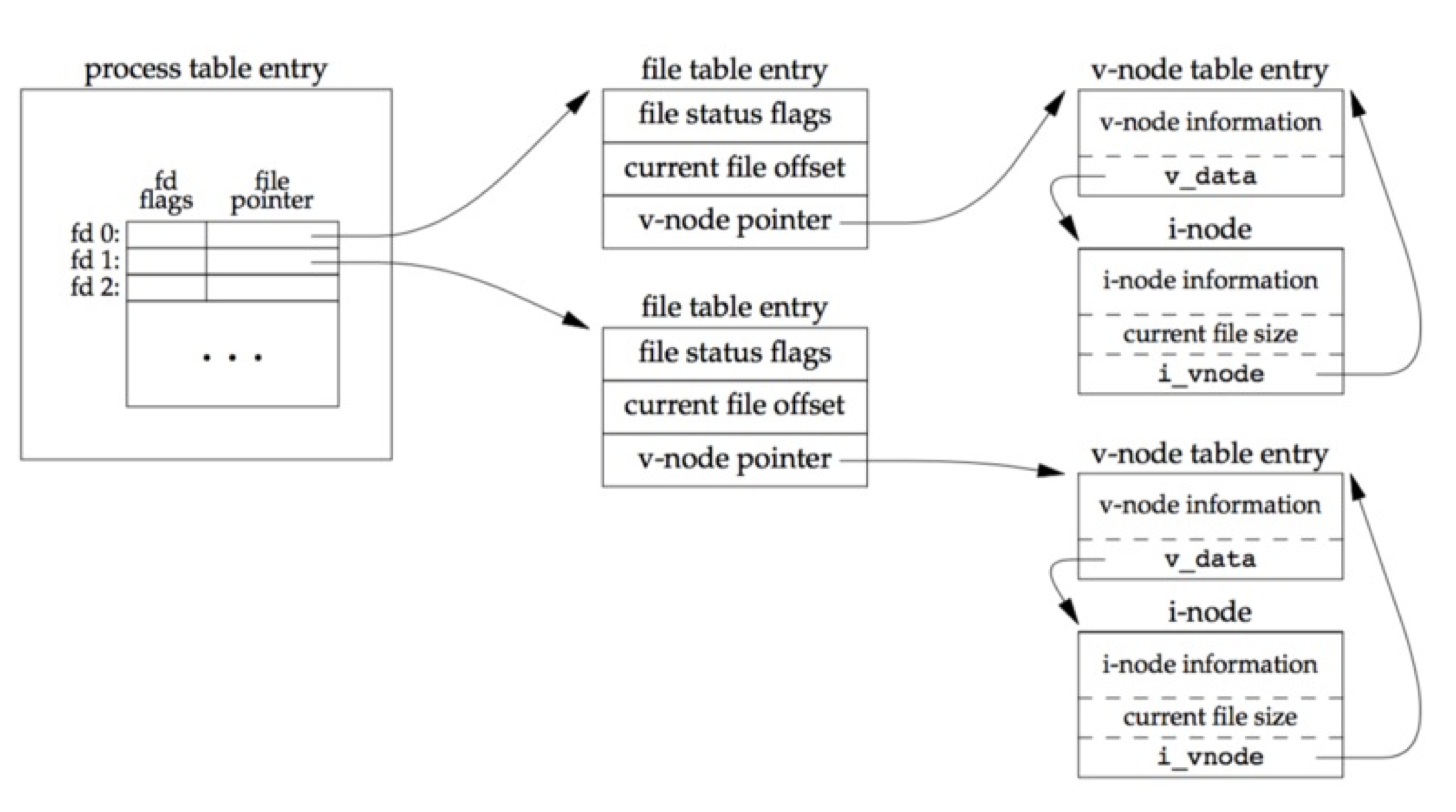 process table entry
fd
flags
file
pointer
fd 0:
fd 1:
fd 2:
. . .
file table entry
file status flags
current file offset
v-node pointer
file table entry
file status flags
current file offset
v-node pointer
v-node table entry
v-node information
v_data
i-node
i-node information
current file size
i_vnode
v-node table entry
v-node information
v_data
i-node
i-node information
current file size
i_vnode